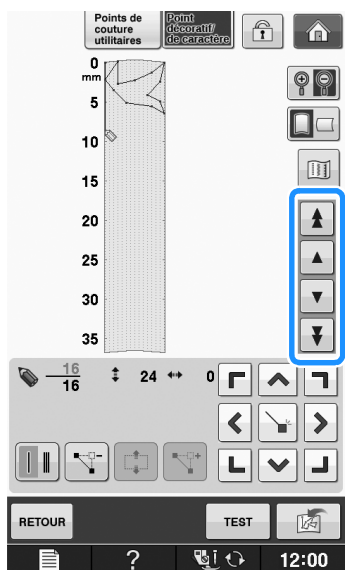 Points de
couture
utilitaires
Point
décoratif/
de caractère
0
mm
5
10
15
20
25
30
35
16
16
24
0
RETOUR
TEST
?
12:00